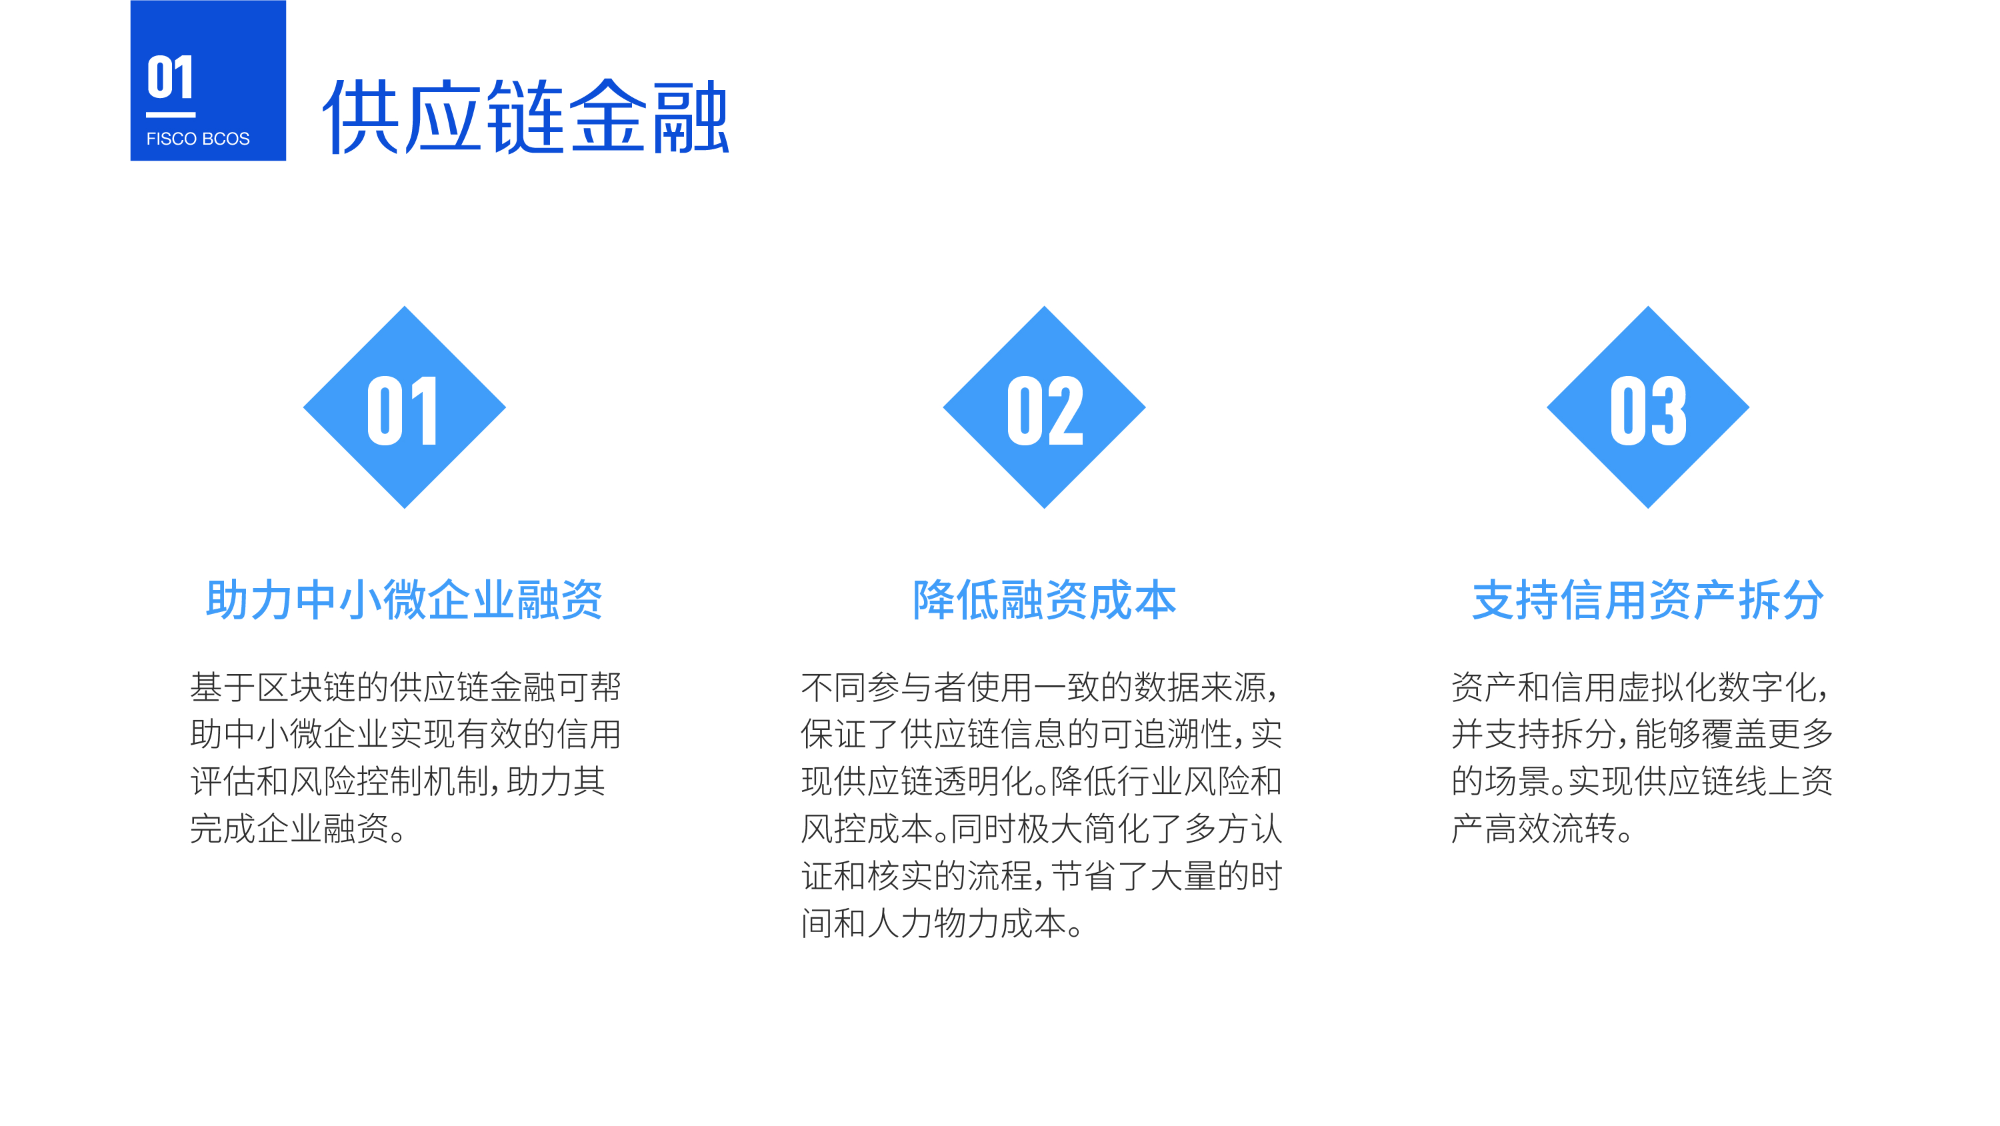 01
FISCO BCOS
供应链金融
01
助力中小微企业融资
基于区块链的供应链金融可帮
助中小微企业实现有效的信用
评估和风险控制机制，助力其
完成企业融资。
02
降低融资成本
不同参与者使用一致的数据来源，
保证了供应链信息的可追溯性，实
现供应链透明化。降低行业风险和
风控成本。同时极大简化了多方认
证和核实的流程，节省了大量的时
间和人力物力成本。
03
支持信用资产拆分
资产和信用虚拟化数字化，
并支持拆分，能够覆盖更多
的场景。实现供应链线上资
产高效流转。